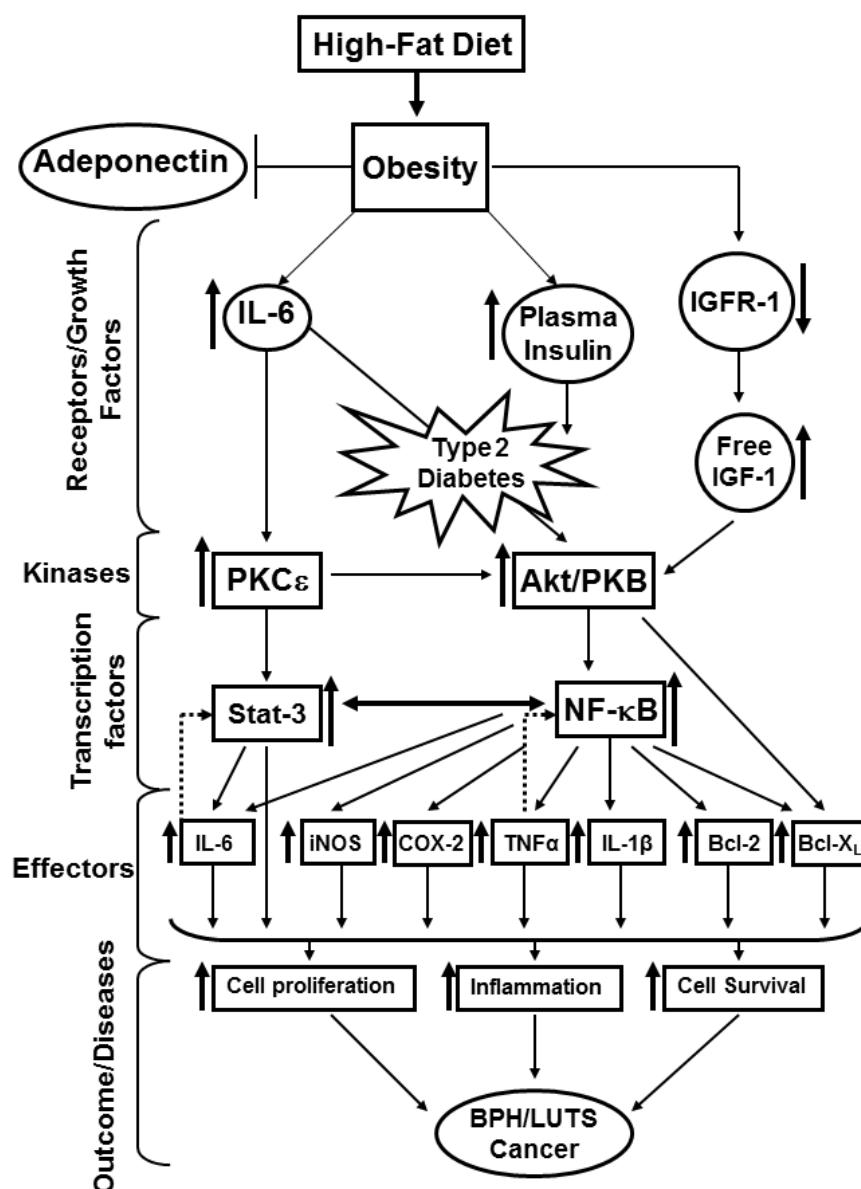 High-Fat Diet
Adeponectin
Obesity
Receptors/Growth
Factors
IL-6
Plasma
Insulin
IGFR-1
Type 2
Diabetes
Free
IGF-1
Kinases
PKCε
Akt/PKB
Transcription
factors
Stat-3
NF-κB
Effectors
IL-6
iNOS
COX-2
TNFα
IL-1β
Bcl-2
Bcl-XL
Outcome/Diseases
Cell proliferation
Inflammation
Cell Survival
BPH/LUTS
Cancer